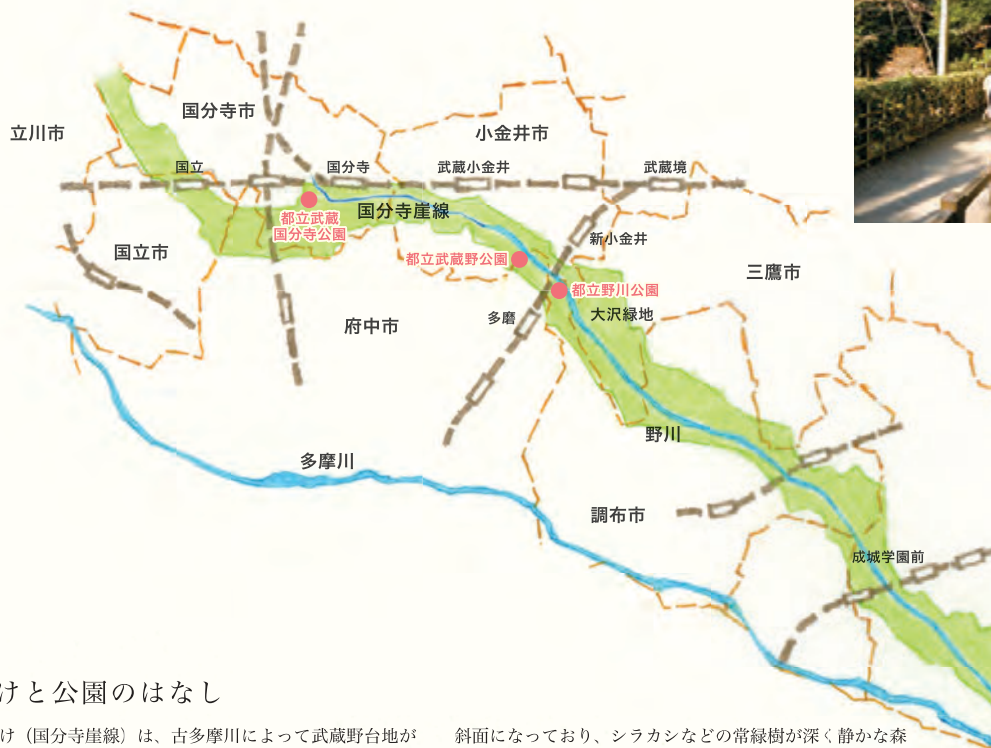 国分寺市
立川市
小金井市
国立
国分寺
武蔵小金井
武蔵境
国分寺崖線
都立武蔵
国分寺公園
新小金井
国立市
都立武蔵野公園
三鷹市
都立野川公園
大沢緑地
多磨
府中市
野川
多摩川
調布市
成城学園前
けと公園のはなし
け（国分寺崖線）は、古多摩川によって武蔵野台地が
斜面になっており、シラカシなどの常緑樹が深く静かな森